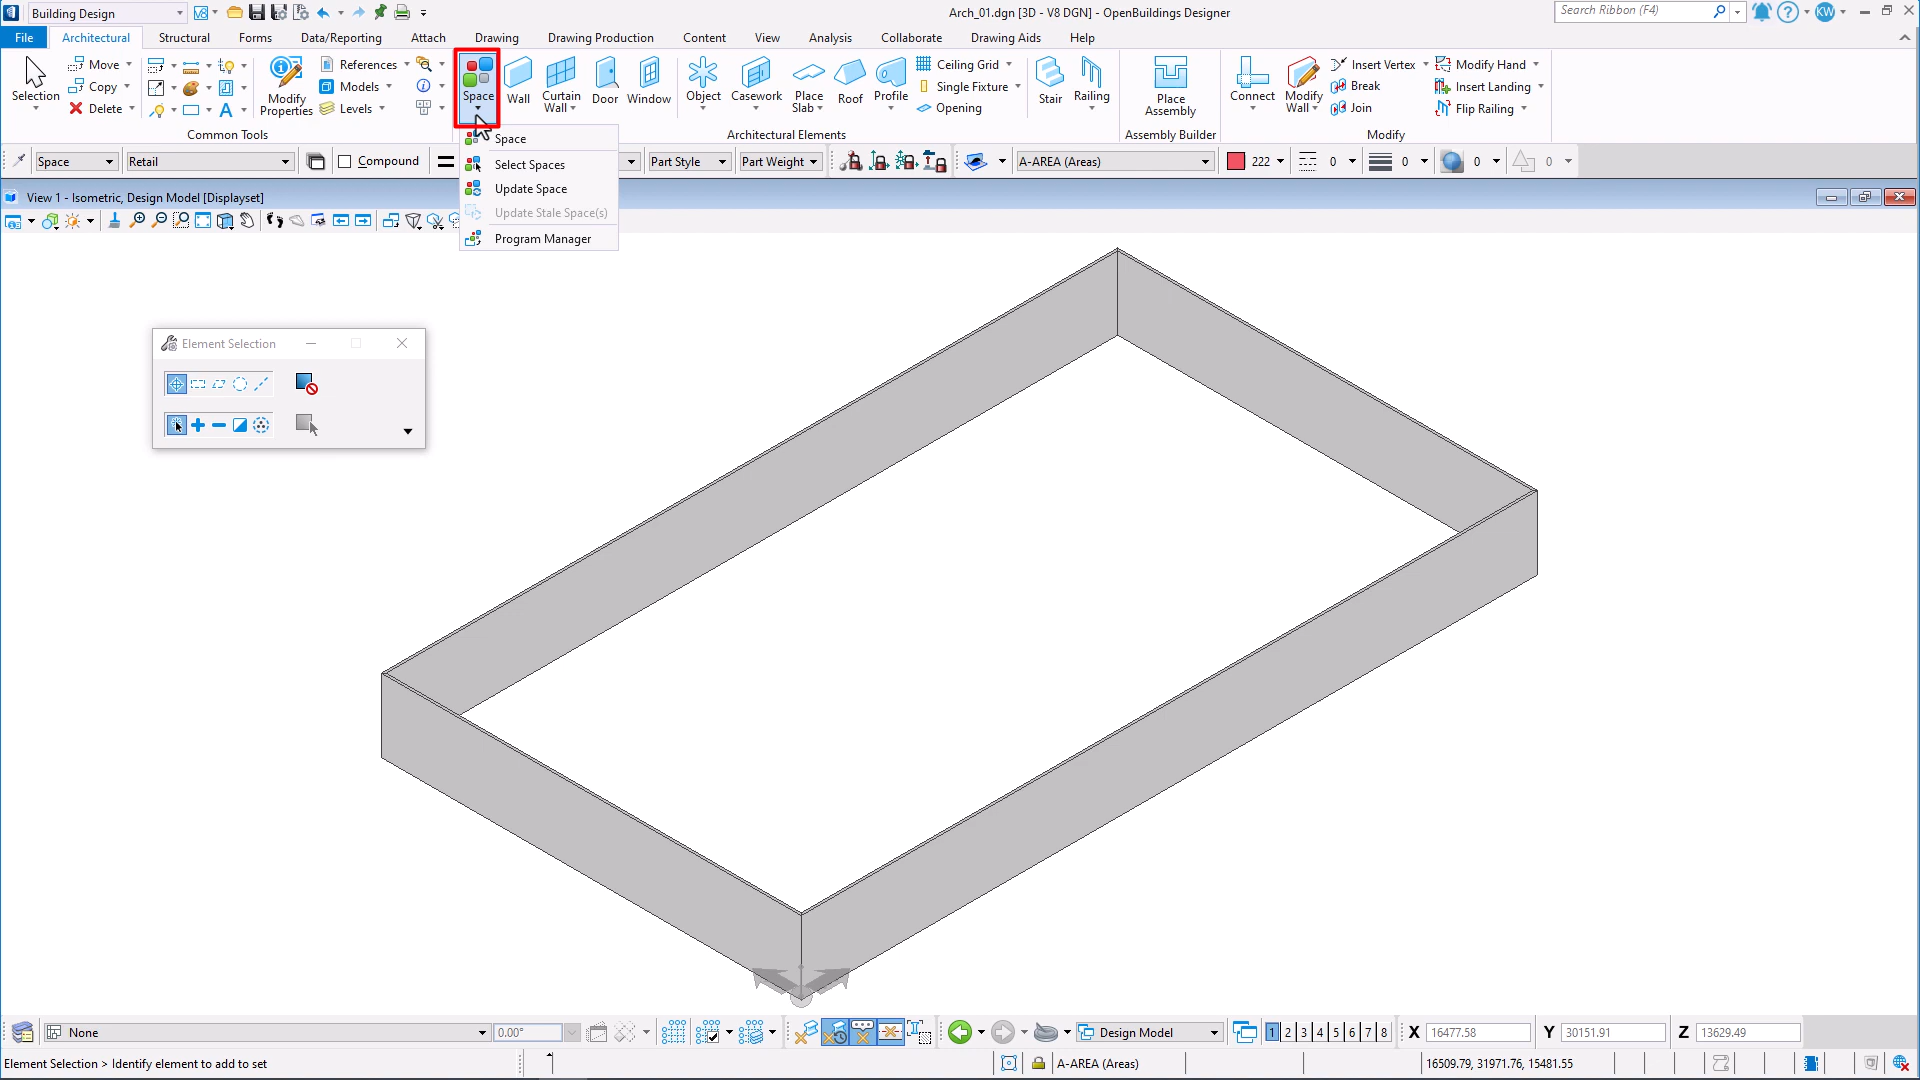 Building Design
Arch_01.dgn [3D - V8 DGN] - OpenBuildings Designer
Search Ribbon (F4)
KW
File Architectural Structural Forms Data/Reporting Attach Drawing Drawing Production Content View Analysis Collaborate Drawing Aids Help
Selection
Move
Copy
Delete
Modify Properties
References
Models
Levels
Common Tools
Space
Wall
Curtain Wall
Door
Window
Object
Casework
Place Slab
Roof
Profile
Ceiling Grid
Single Fixture
Opening
Stair
Railing
Architectural Elements
Place Assembly
Assembly Builder
Connect
Modify Wall
Insert Vertex
Break
Join
Modify Hand
Insert Landing
Flip Railing
Modify
Space
Select Spaces
Update Space
Update Stale Space(s)
Program Manager
Space Retail Compound Part Style Part Weight A-AREA (Areas) 222 0 0 0 0
View 1 - Isometric, Design Model [Displayset]
Element Selection
None 0.00° Design Model 1 2 3 4 5 6 7 8 X 16477.58 Y 30151.91 Z 13629.49
Element Selection > Identify element to add to set A-AREA (Areas) 16509.79, 31971.76, 15481.55